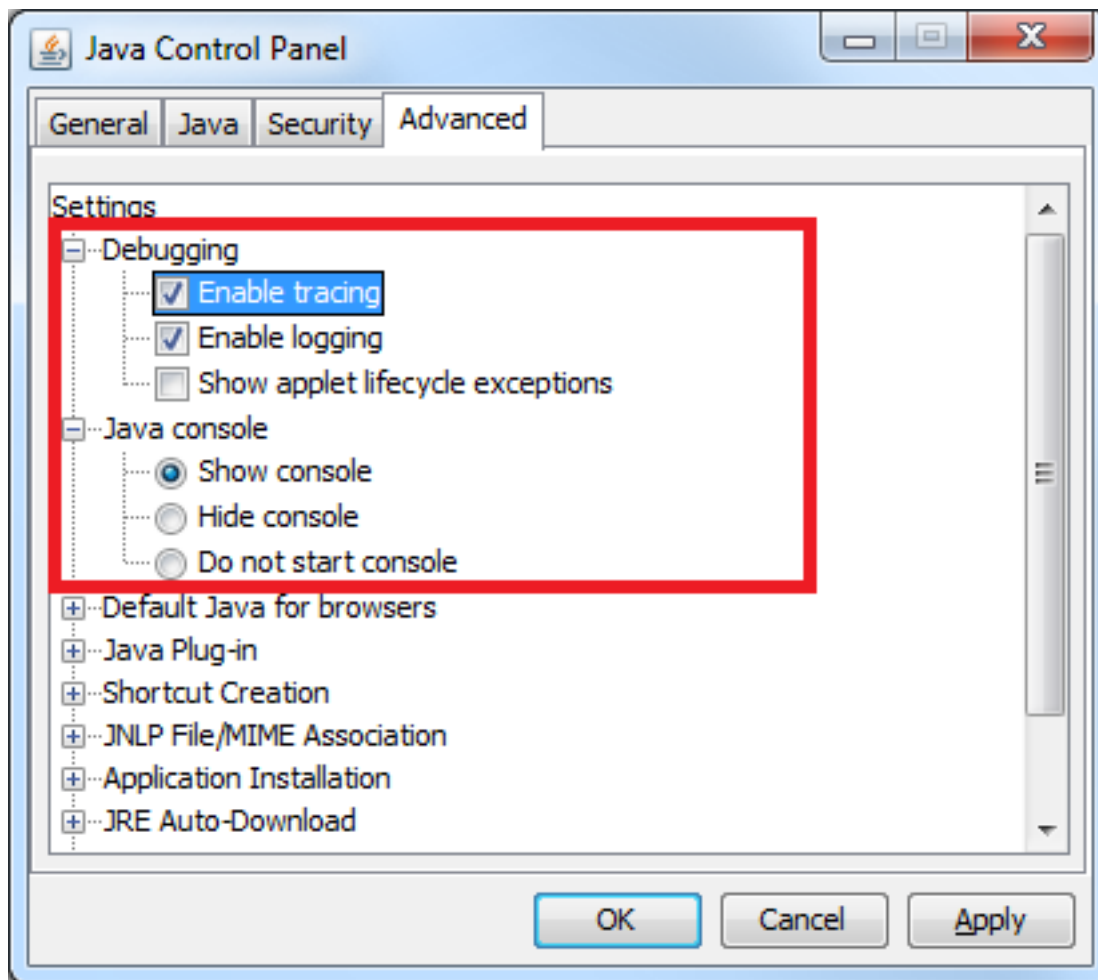 Java Control Panel
General Java Security Advanced
Settings
Debugging
Enable tracing
Enable logging
Show applet lifecycle exceptions
Java console
Show console
Hide console
Do not start console
Default Java for browsers
Java Plug-in
Shortcut Creation
JNLP File/MIME Association
Application Installation
JRE Auto-Download
OK Cancel Apply